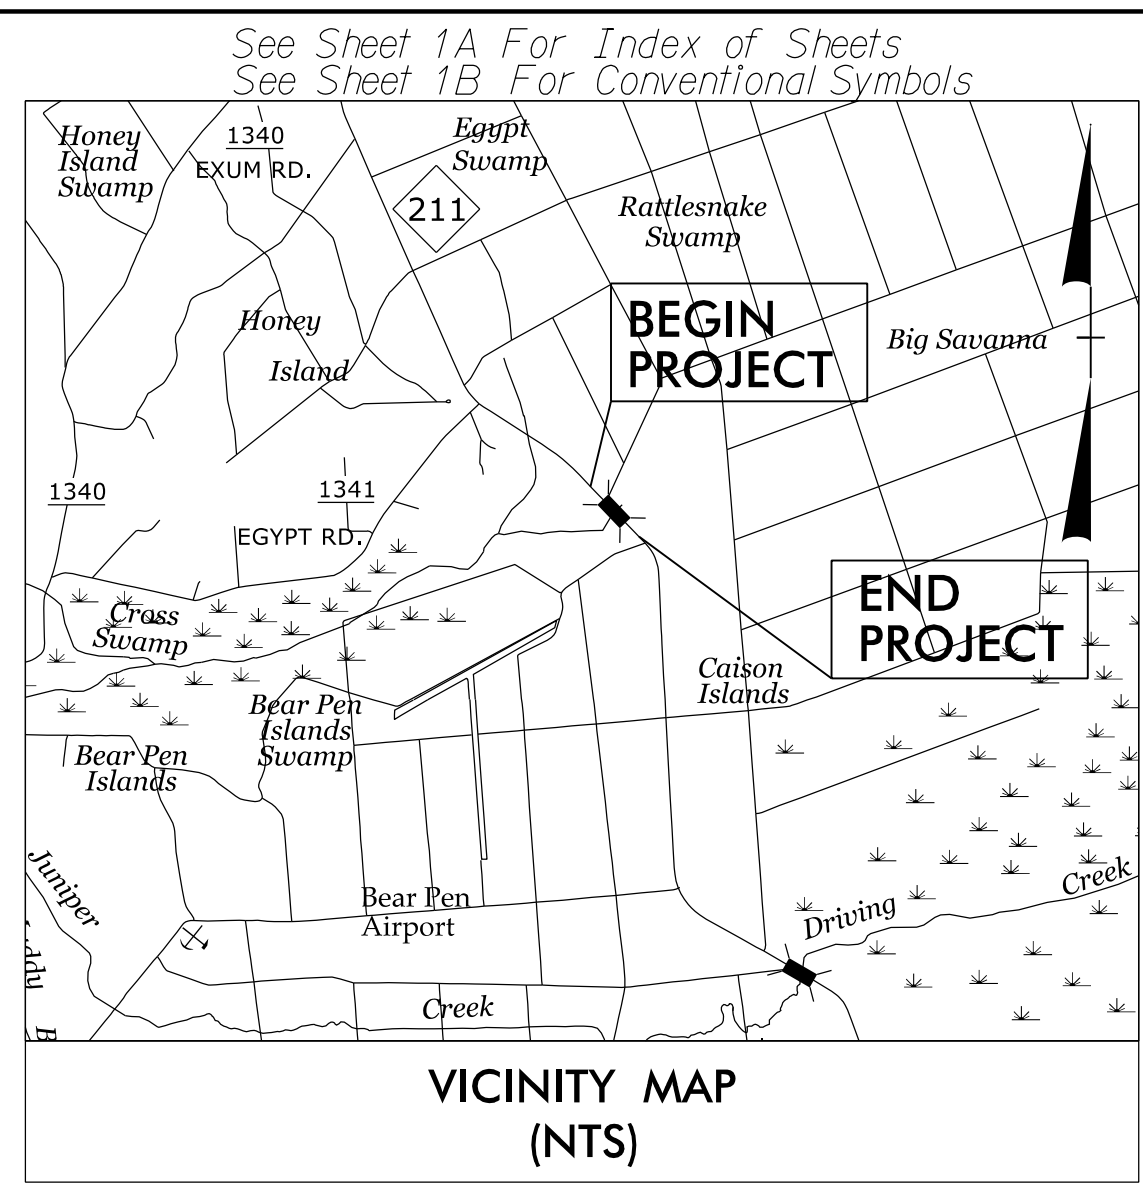 See Sheet 1A For Index of Sheets
See Sheet 1B For Conventional Symbols
Honey
Island
Swamp
1340
EXUM RD.
Egypt
Swamp
211
Rattlesnake
Swamp
Honey
Island
BEGIN
PROJECT
Big Savanna
1340
1341
EGYPT RD.
END
PROJECT
Cross
Swamp
Caison
Islands
Bear Pen
Islands
Swamp
Bear Pen
Islands
Juniper
Bear Pen
Airport
Driving
Creek
Creek
B
VICINITY MAP
(NTS)